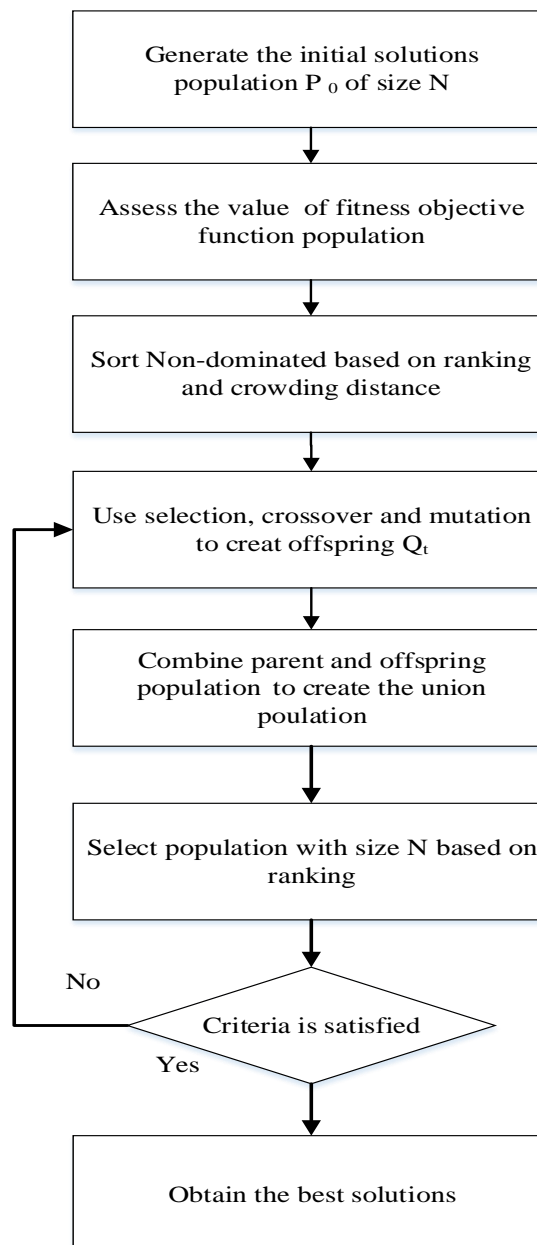 Generate the initial solutions
population P 0 of size N
Assess the value of fitness objective
function population
Sort Non-dominated based on ranking
and crowding distance
Use selection, crossover and mutation
to creat offspring Qt
Combine parent and offspring
population to create the union
poulation
Select population with size N based on
ranking
No
Criteria is satisfied
Yes
Obtain the best solutions